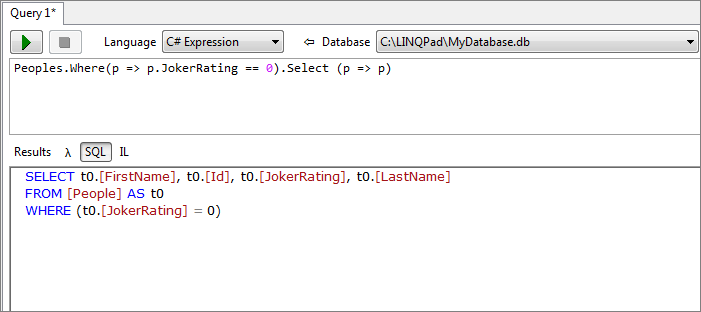 Query 1*
Language C# Expression ⇦ Database C:\LINQPad\MyDatabase.db
Peoples.Where(p => p.JokerRating == 0).Select (p => p)
Results λ SQL IL
SELECT t0.[FirstName], t0.[Id], t0.[JokerRating], t0.[LastName]
FROM [People] AS t0
WHERE (t0.[JokerRating] = 0)